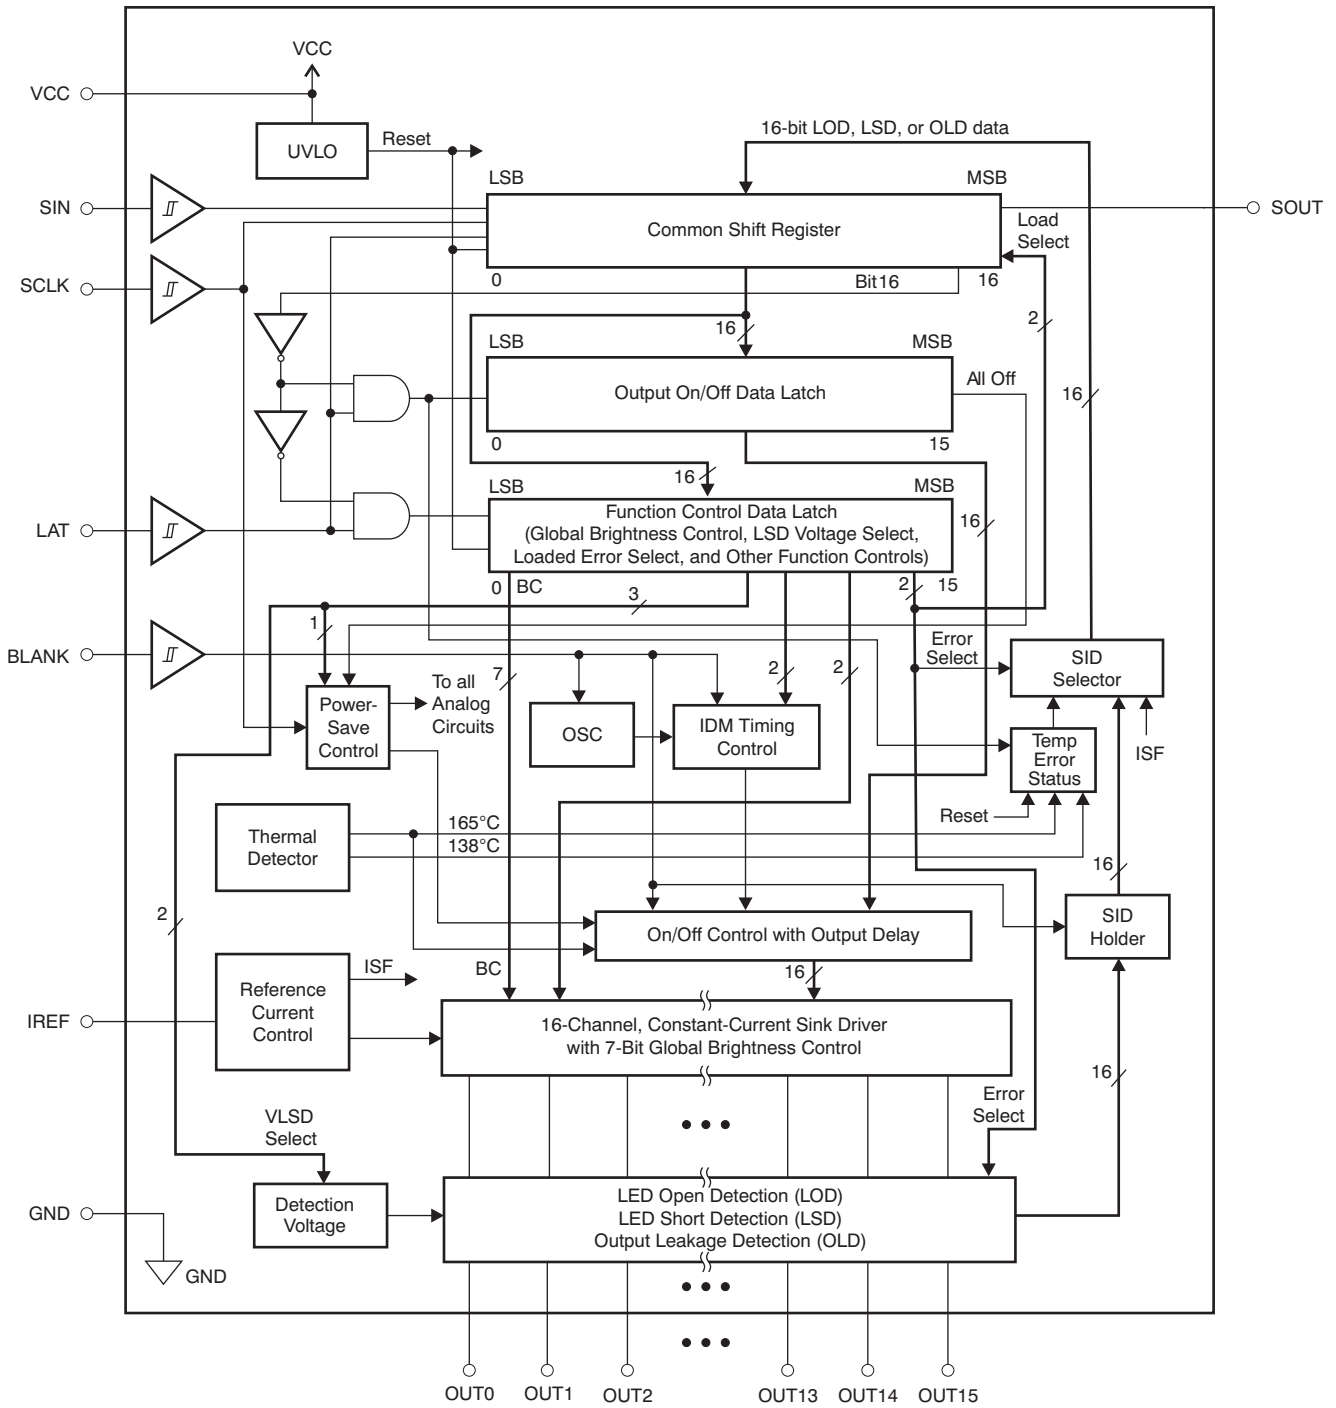 VCC
VCC
UVLO
Reset
16-bit LOD, LSD, or OLD data
LSB
MSB
SIN
SOUT
Common Shift Register
Load
Select
SCLK
0
Bit16
16
2
16
LSB
MSB
All Off
Output On/Off Data Latch
16
0
15
16
LSB
MSB
LAT
Function Control Data Latch
(Global Brightness Control, LSD Voltage Select,
Loaded Error Select, and Other Function Controls)
16
0
BC
3
2
15
1
BLANK
Error
Select
SID
Selector
7
2
2
To all
Analog
Circuits
Power-
Save
Control
OSC
IDM Timing
Control
Temp
Error
Status
ISF
Reset
Thermal
Detector
165°C
138°C
16
2
SID
Holder
On/Off Control with Output Delay
BC
16
ISF
IREF
Reference
Current
Control
16-Channel, Constant-Current Sink Driver
with 7-Bit Global Brightness Control
16
Error
Select
VLSD
Select
GND
Detection
Voltage
LED Open Detection (LOD)
LED Short Detection (LSD)
Output Leakage Detection (OLD)
GND
OUT0
OUT1
OUT2
OUT13
OUT14
OUT15